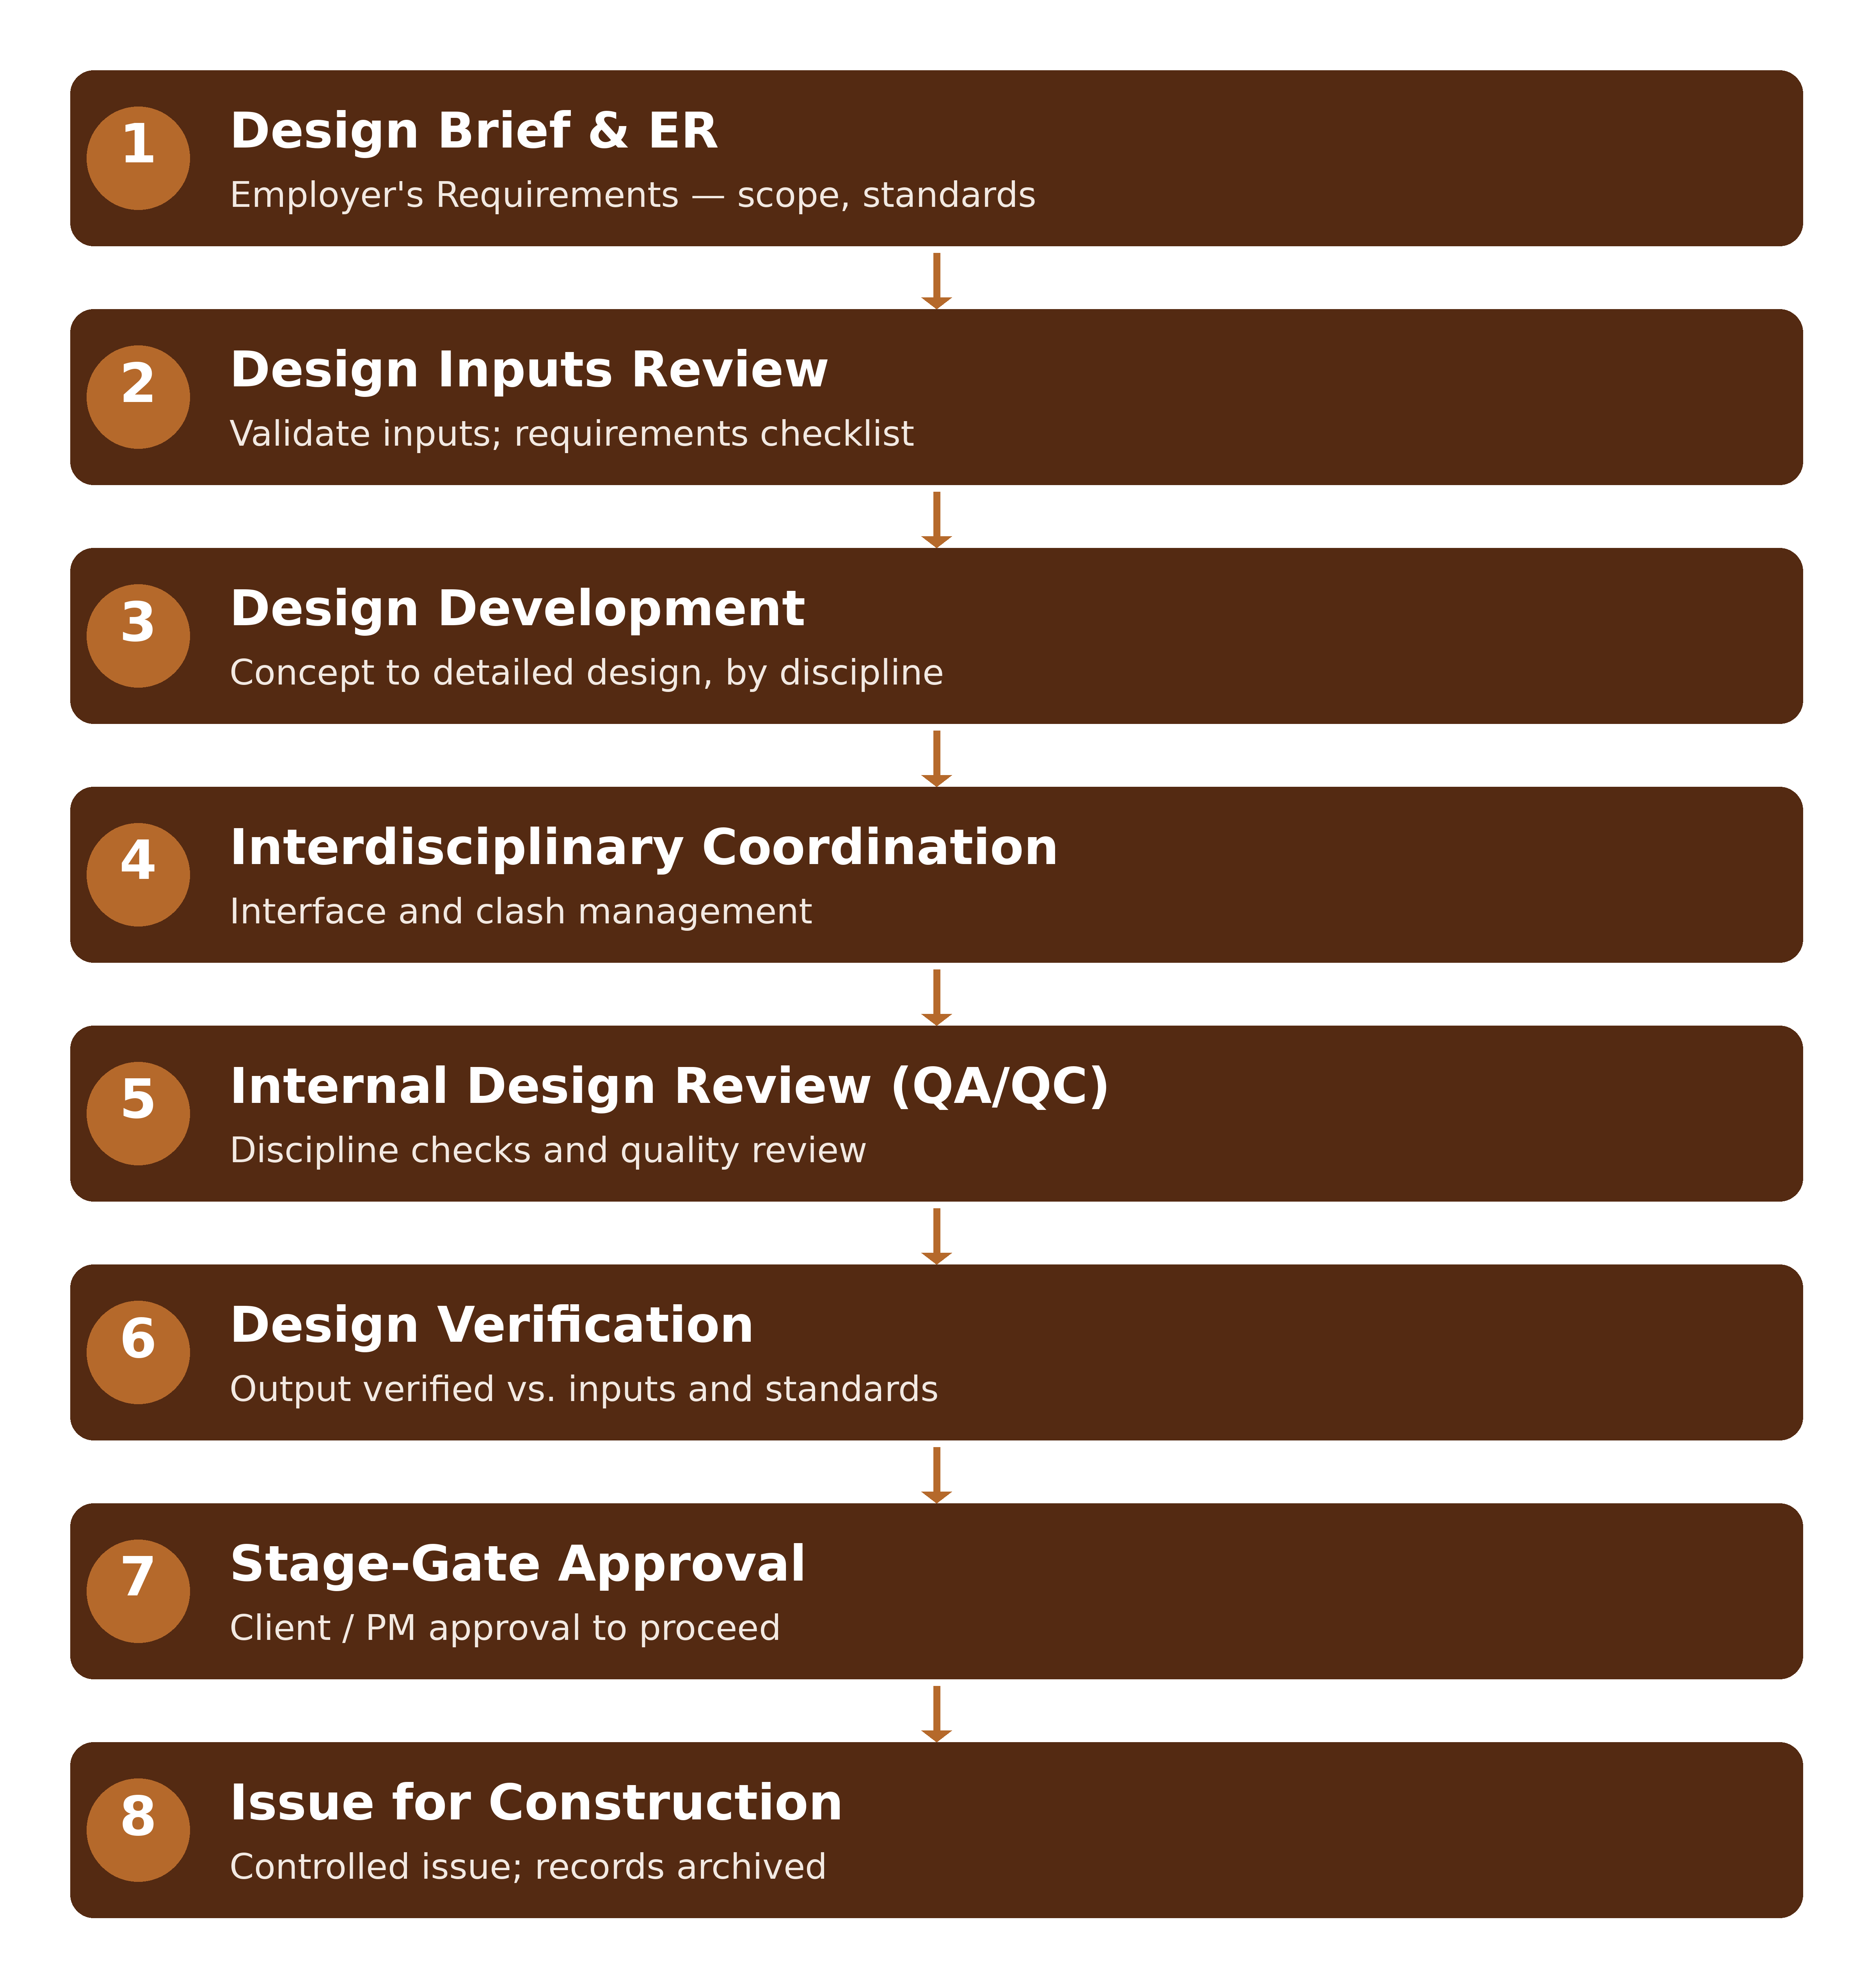 1
Design Brief & ER
Employer's Requirements — scope, standards
2
Design Inputs Review
Validate inputs; requirements checklist
3
Design Development
Concept to detailed design, by discipline
4
Interdisciplinary Coordination
Interface and clash management
5
Internal Design Review (QA/QC)
Discipline checks and quality review
6
Design Verification
Output verified vs. inputs and standards
7
Stage-Gate Approval
Client / PM approval to proceed
8
Issue for Construction
Controlled issue; records archived